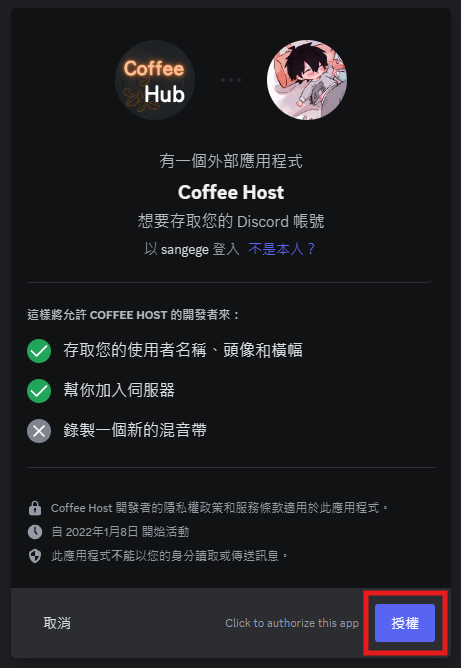 Coffee
Hub
有一個外部應用程式
Coffee Host
想要存取您的 Discord 帳號
以 sangege 登入 不是本人？
這樣將允許 COFFEE HOST 的開發者來：
存取您的使用者名稱、頭像和橫幅
幫你加入伺服器
錄製一個新的混音帶
Coffee Host 開發者的隱私權政策和服務條款適用於此應用程式。
自 2022年1月8日 開始活動
此應用程式不能以您的身分讀取或傳送訊息。
取消 Click to authorize this app 授權